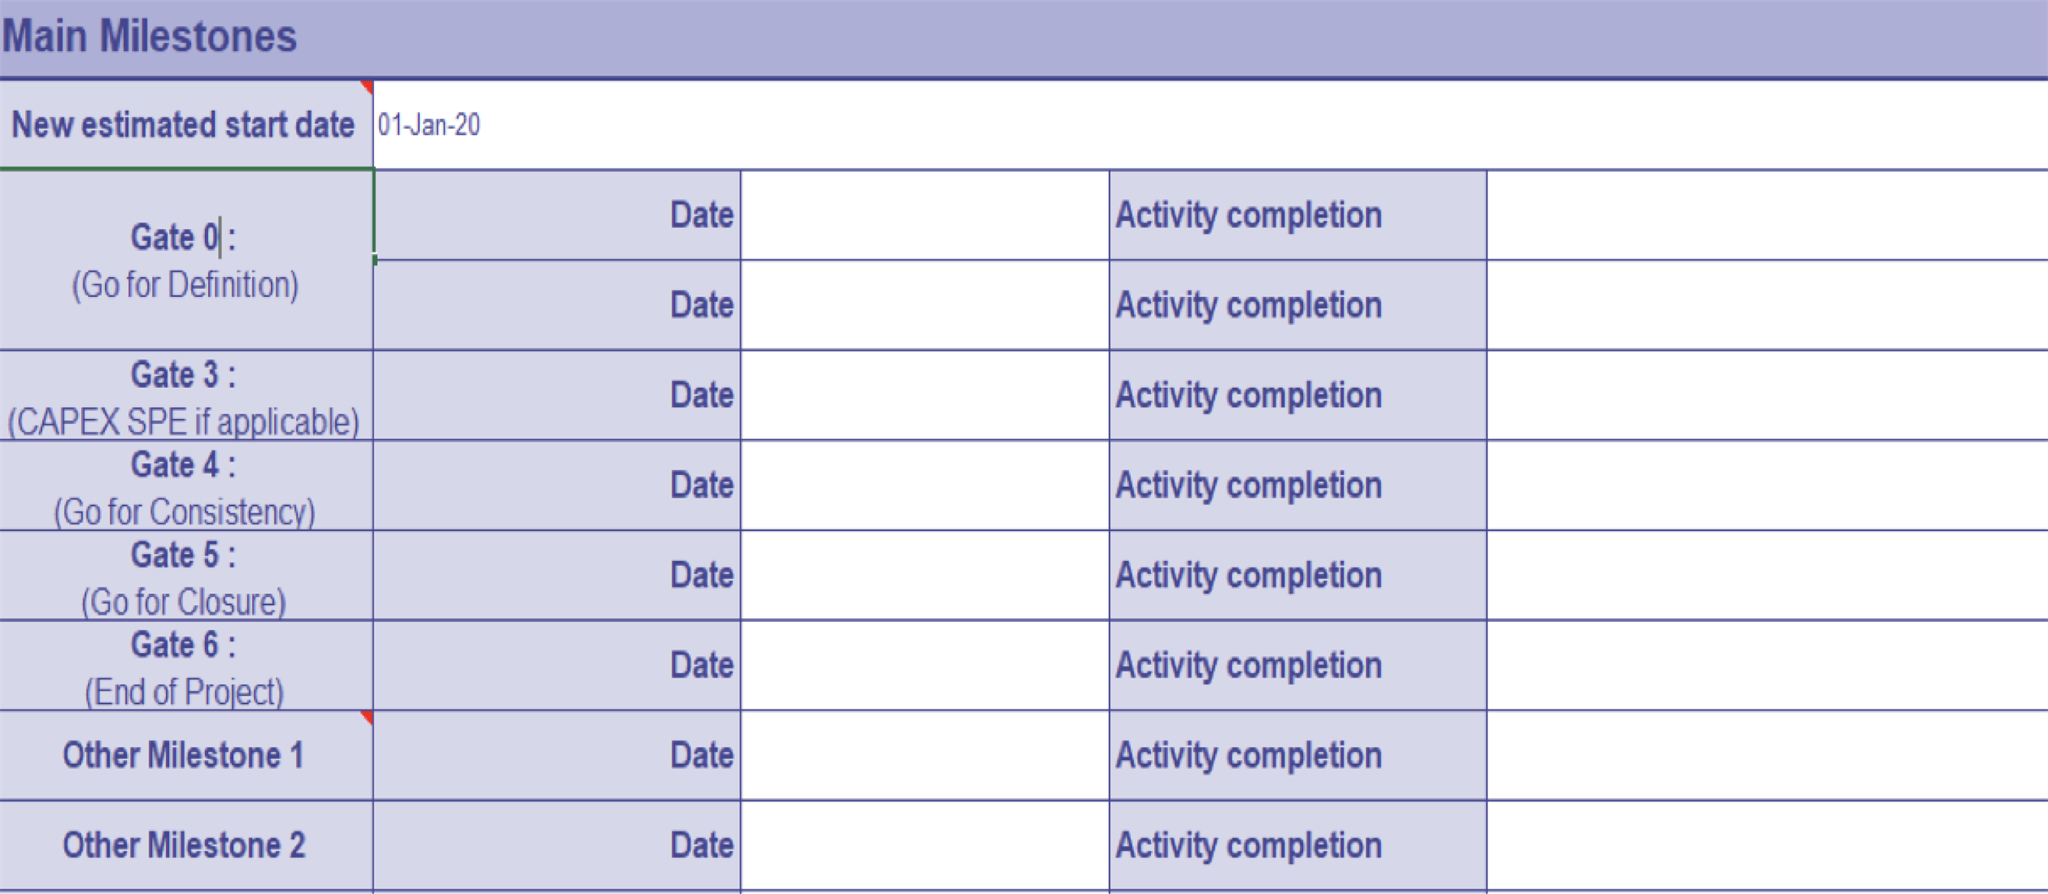 Main Milestones
New estimated start date 01-Jan-20
Gate 0 :
(Go for Definition)
Date Activity completion
Date Activity completion
Gate 3 :
(CAPEX SPE if applicable)
Date Activity completion
Gate 4 :
(Go for Consistency)
Date Activity completion
Gate 5 :
(Go for Closure)
Date Activity completion
Gate 6 :
(End of Project)
Date Activity completion
Other Milestone 1 Date Activity completion
Other Milestone 2 Date Activity completion